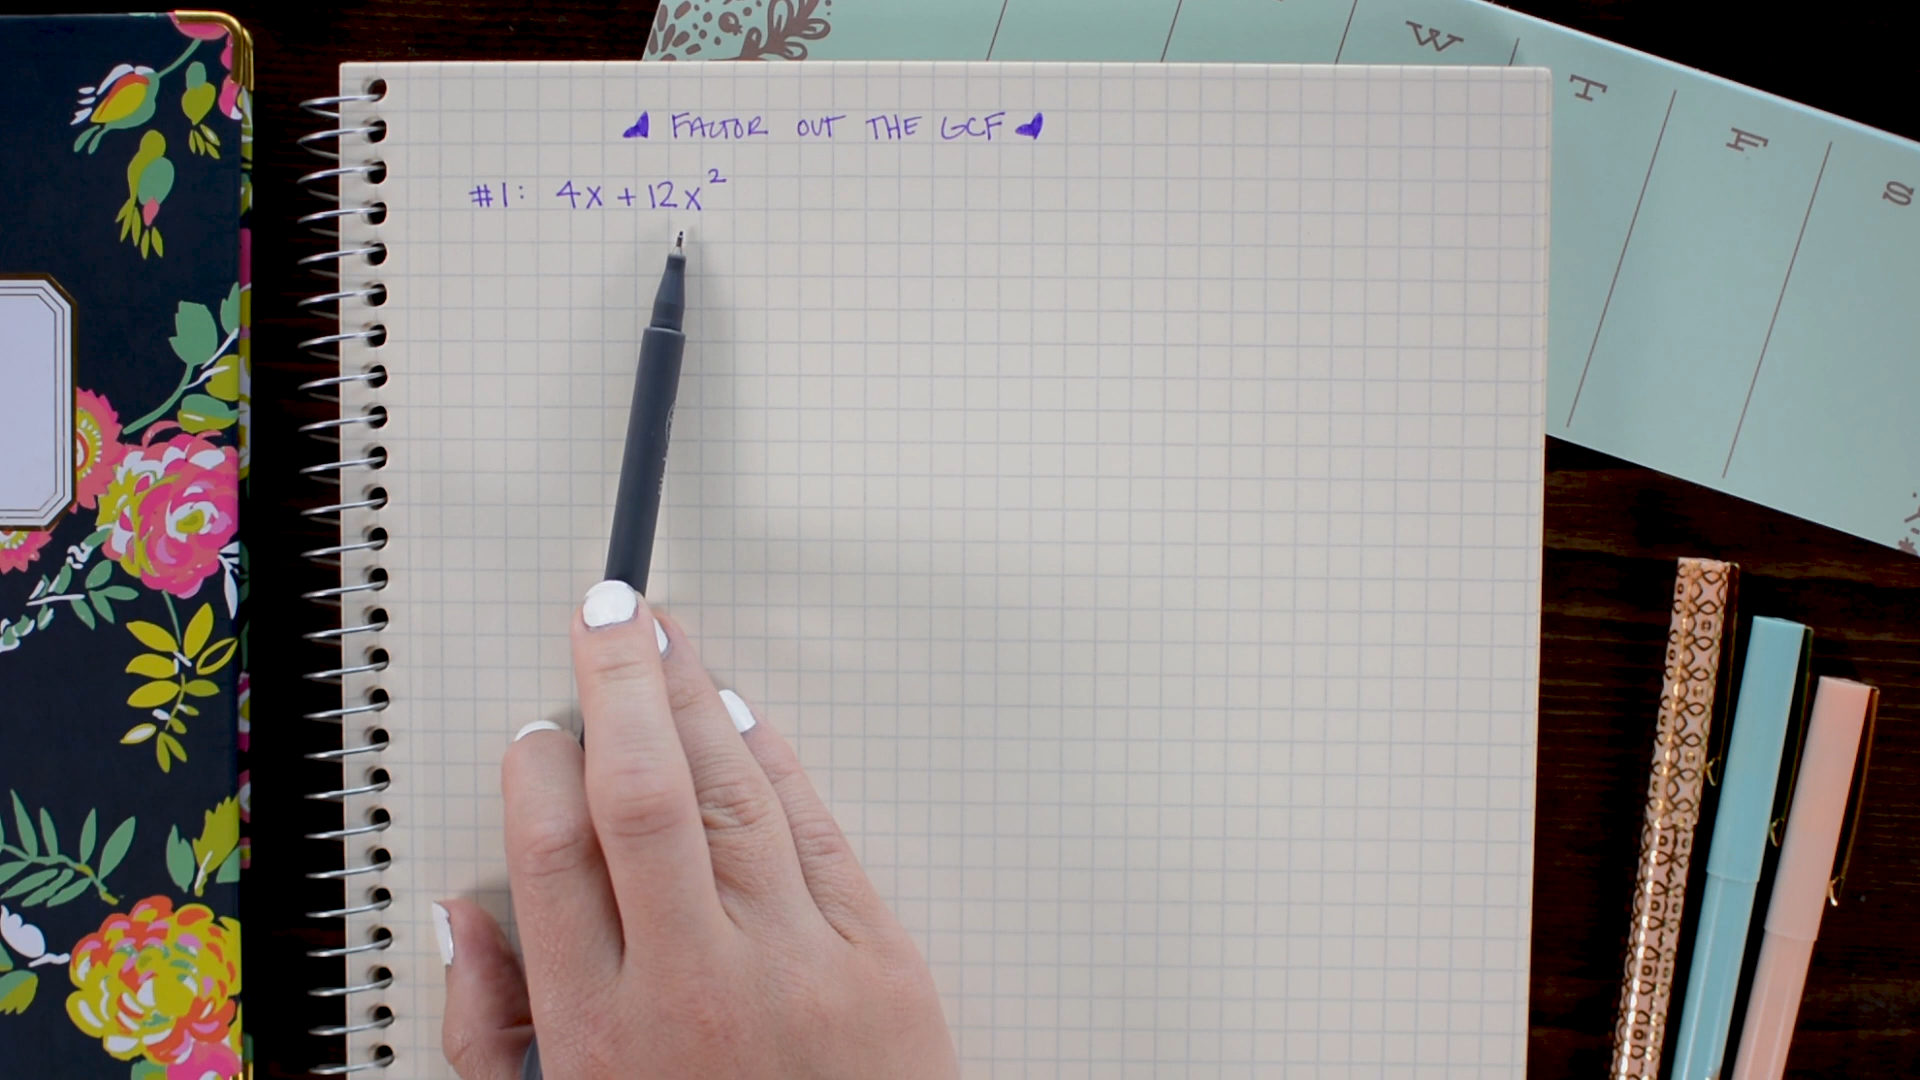 FACTOR OUT THE GCF
#1: 4x + 12x²
W
T
F
S